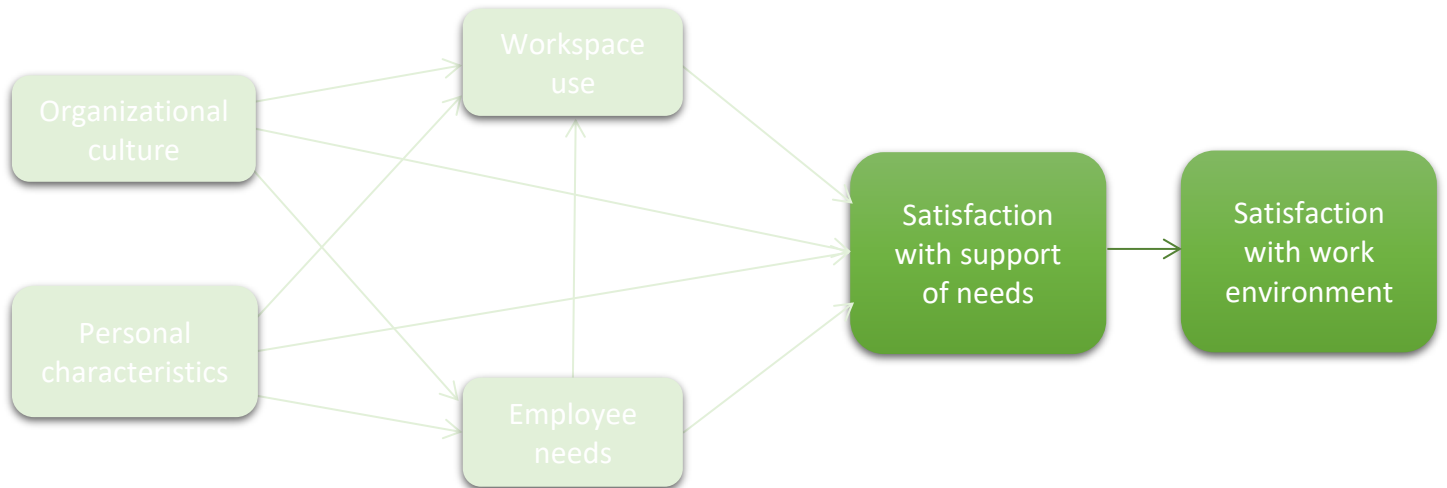 Workspace
use
Organizational
culture
Satisfaction
with support
of needs
Satisfaction
with work
environment
Personal
characteristics
Employee
needs